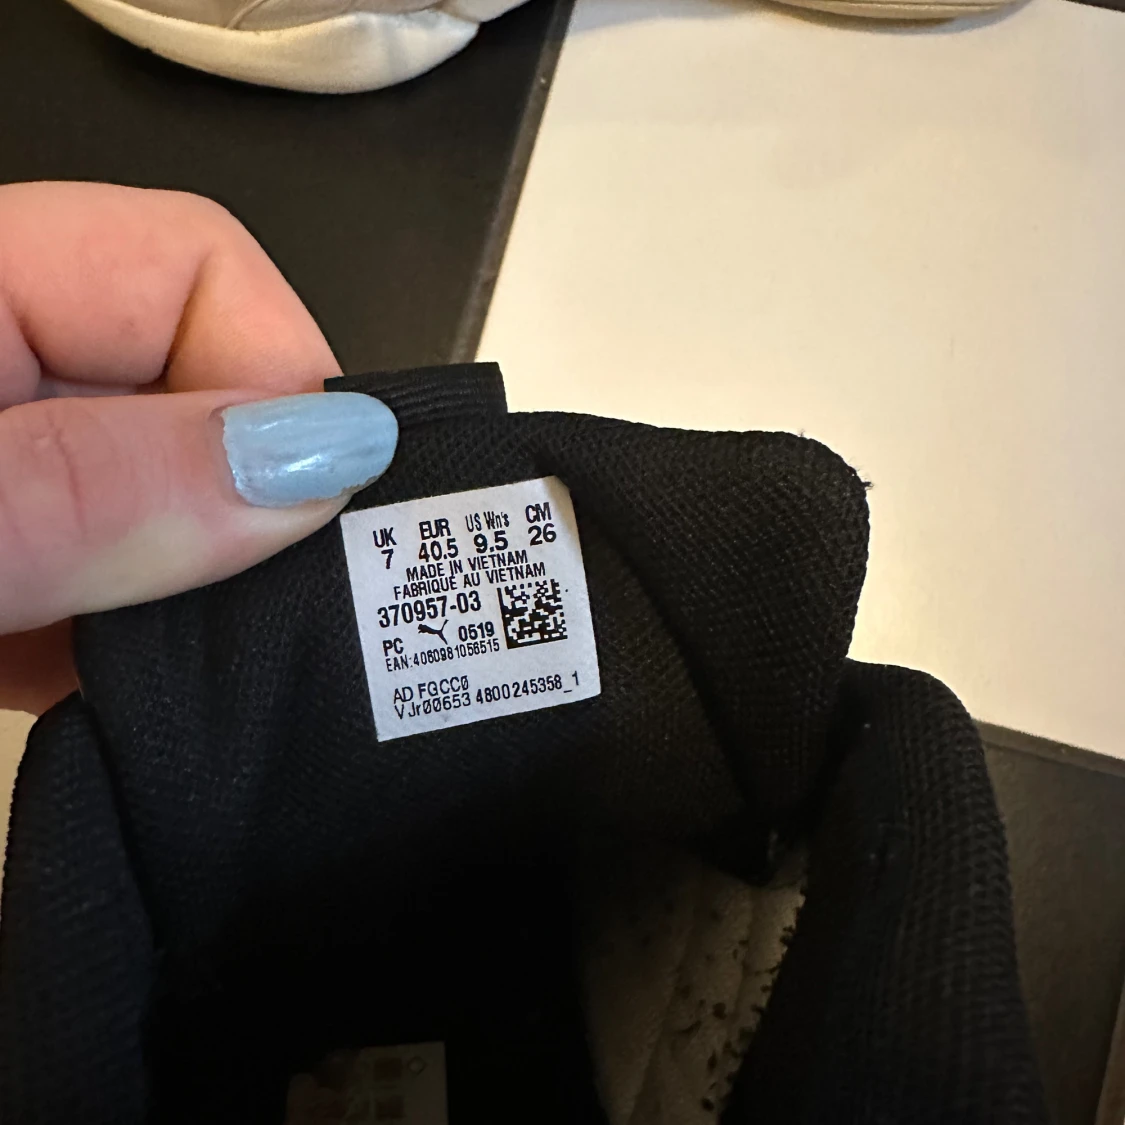 UK EUR US Wn's CM
7 40.5 9.5 26
MADE IN VIETNAM
FABRIQUE AU VIETNAM
370957-03
PC 0519
EAN:4060981056515
AD FGCC0
VJr00653 4800245358_1